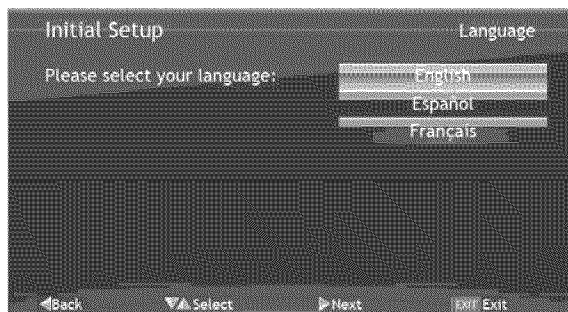 Initial Setup Language
Please select your language: English
Español
Français
Back Select Next EXIT Exit